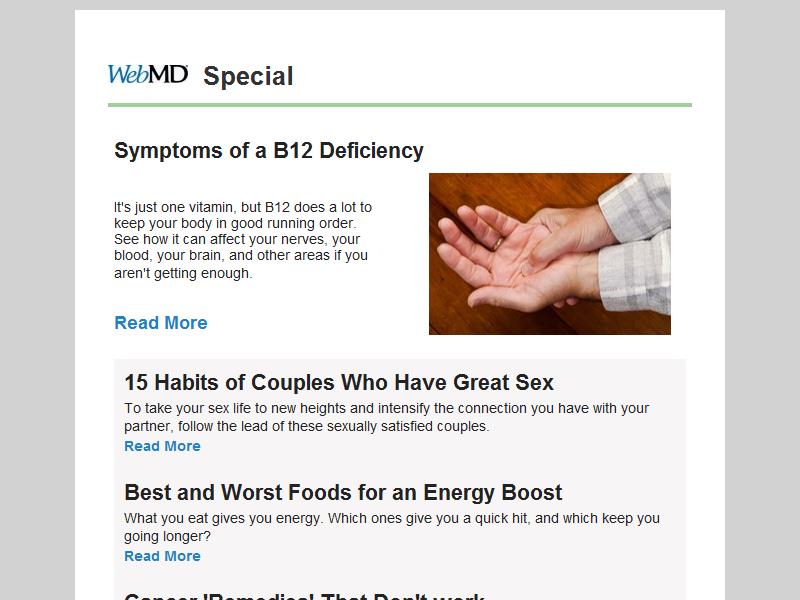 WebMD Special
Symptoms of a B12 Deficiency
It's just one vitamin, but B12 does a lot to
keep your body in good running order.
See how it can affect your nerves, your
blood, your brain, and other areas if you
aren't getting enough.
Read More
15 Habits of Couples Who Have Great Sex
To take your sex life to new heights and intensify the connection you have with your
partner, follow the lead of these sexually satisfied couples.
Read More
Best and Worst Foods for an Energy Boost
What you eat gives you energy. Which ones give you a quick hit, and which keep you
going longer?
Read More
Cancer 'Remedies' That Don't work